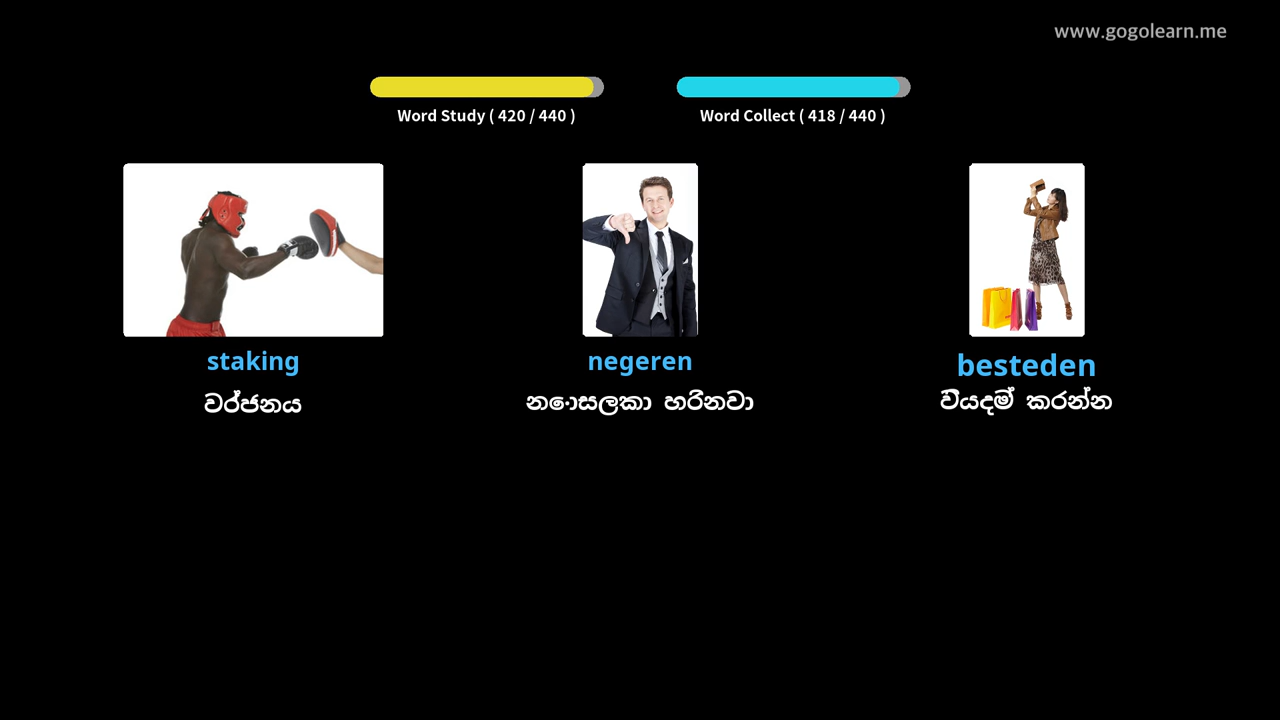 www.gogolearn.me
Word Study ( 420 / 440 )
Word Collect ( 418 / 440 )
staking
negeren
besteden
වර්ජනය
නොසලකා හරිනවා
වියදම් කරන්න